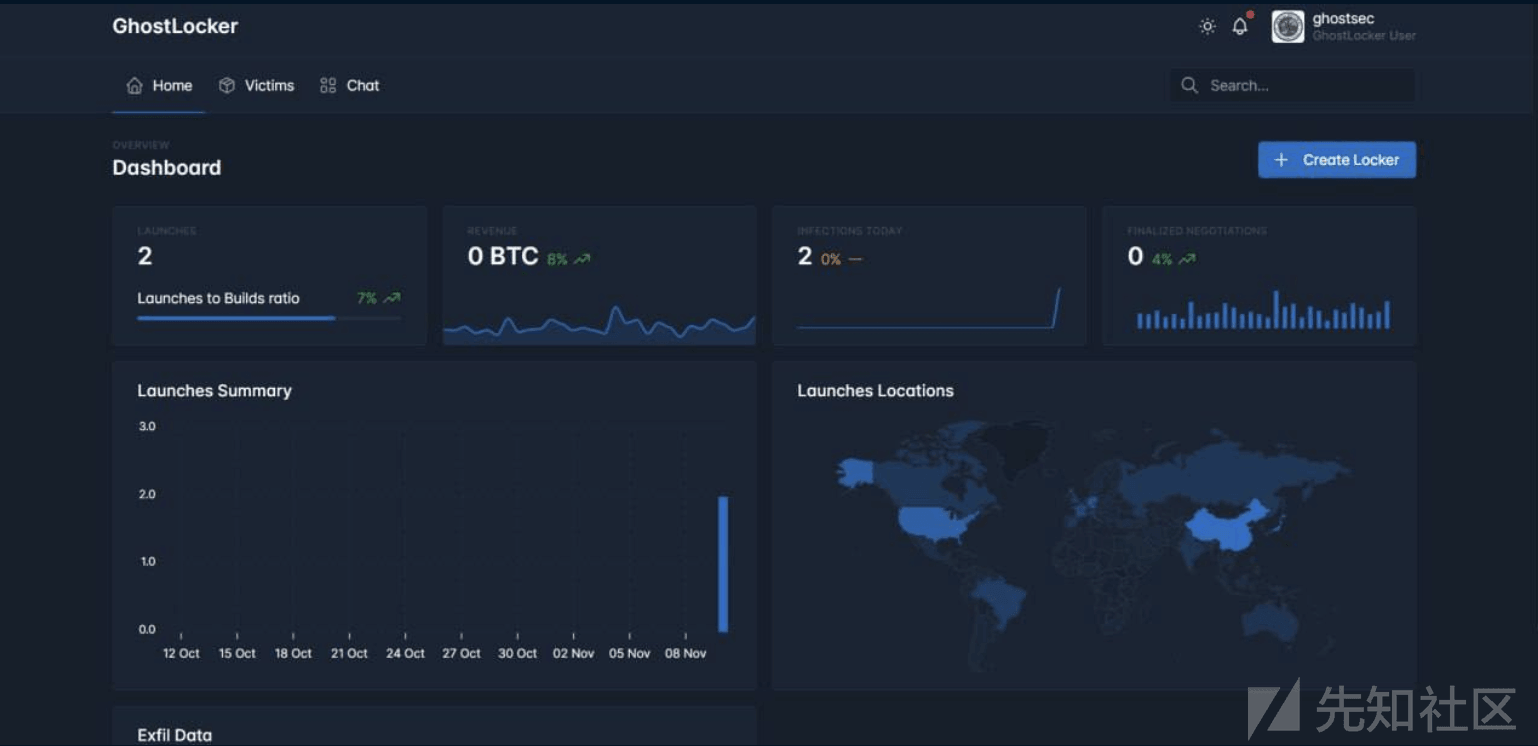 GhostLocker
ghostsec
GhostLocker User
Home
Victims
Chat
Search...
OVERVIEW
Dashboard
Create Locker
LAUNCHES
2
Launches to Builds ratio
7%
REVENUE
0 BTC 8%
INFECTIONS TODAY
2 0%
FINALIZED NEGOTIATIONS
0 4%
Launches Summary
3.0
2.0
1.0
0.0
12 Oct 15 Oct 18 Oct 21 Oct 24 Oct 27 Oct 30 Oct 02 Nov 05 Nov 08 Nov
Launches Locations
Exfil Data
先知社区